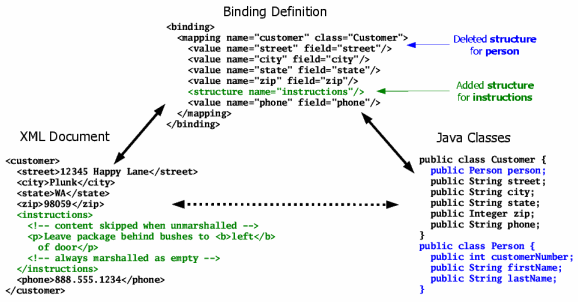 Binding Definition
<binding>
  <mapping name="customer" class="Customer">
    <value name="street" field="street"/>
    <value name="city" field="city"/>
    <value name="state" field="state"/>
    <value name="zip" field="zip"/>
    <structure name="instructions"/>
    <value name="phone" field="phone"/>
  </mapping>
</binding>
Deleted structure
for person
Added structure
for instructions
XML Document
<customer>
  <street>12345 Happy Lane</street>
  <city>Plunk</city>
  <state>WA</state>
  <zip>98059</zip>
  <instructions>
    <!-- content skipped when unmarshalled -->
    <p>Leave package behind bushes to <b>left</b>
      of door</p>
    <!-- always marshalled as empty -->
  </instructions>
  <phone>888.555.1234</phone>
</customer>
Java Classes
public class Customer {
  public Person person;
  public String street;
  public String city;
  public String state;
  public Integer zip;
  public String phone;
}
public class Person {
  public int customerNumber;
  public String firstName;
  public String lastName;
}